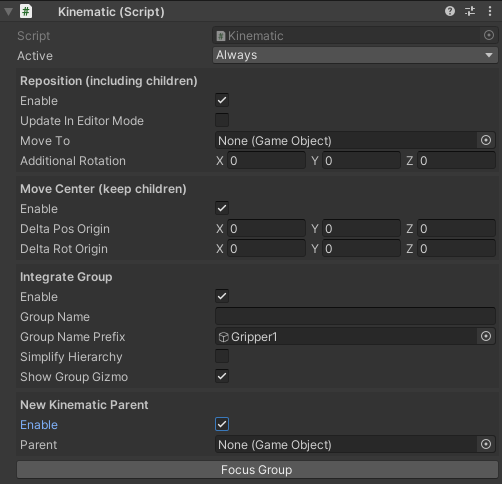 Kinematic (Script)
Script Kinematic
Active Always
Reposition (including children)
Enable
Update In Editor Mode
Move To None (Game Object)
Additional Rotation X 0 Y 0 Z 0
Move Center (keep children)
Enable
Delta Pos Origin X 0 Y 0 Z 0
Delta Rot Origin X 0 Y 0 Z 0
Integrate Group
Enable
Group Name
Group Name Prefix Gripper1
Simplify Hierarchy
Show Group Gizmo
New Kinematic Parent
Enable
Parent None (Game Object)
Focus Group